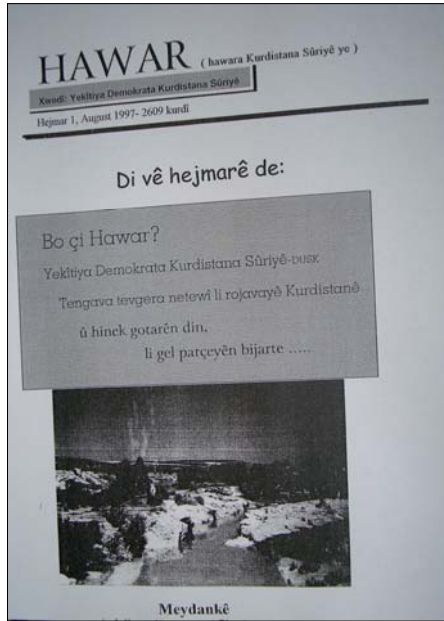 HAWAR ( hawara Kurdistana Sûriyê ye )
Xwedî: Yekîtiya Demokrata Kurdistana Sûriyê
Hejmar 1, August 1997- 2609 kurdî
Di vê hejmarê de:
Bo çi Hawar?
Yekîtiya Demokrata Kurdistana Sûriyê-DUSK
Tengava tevgera netewî li rojavayê Kurdistanê
û hinek gotarên din,
li gel parçeyên bijarte .....
Meydankê